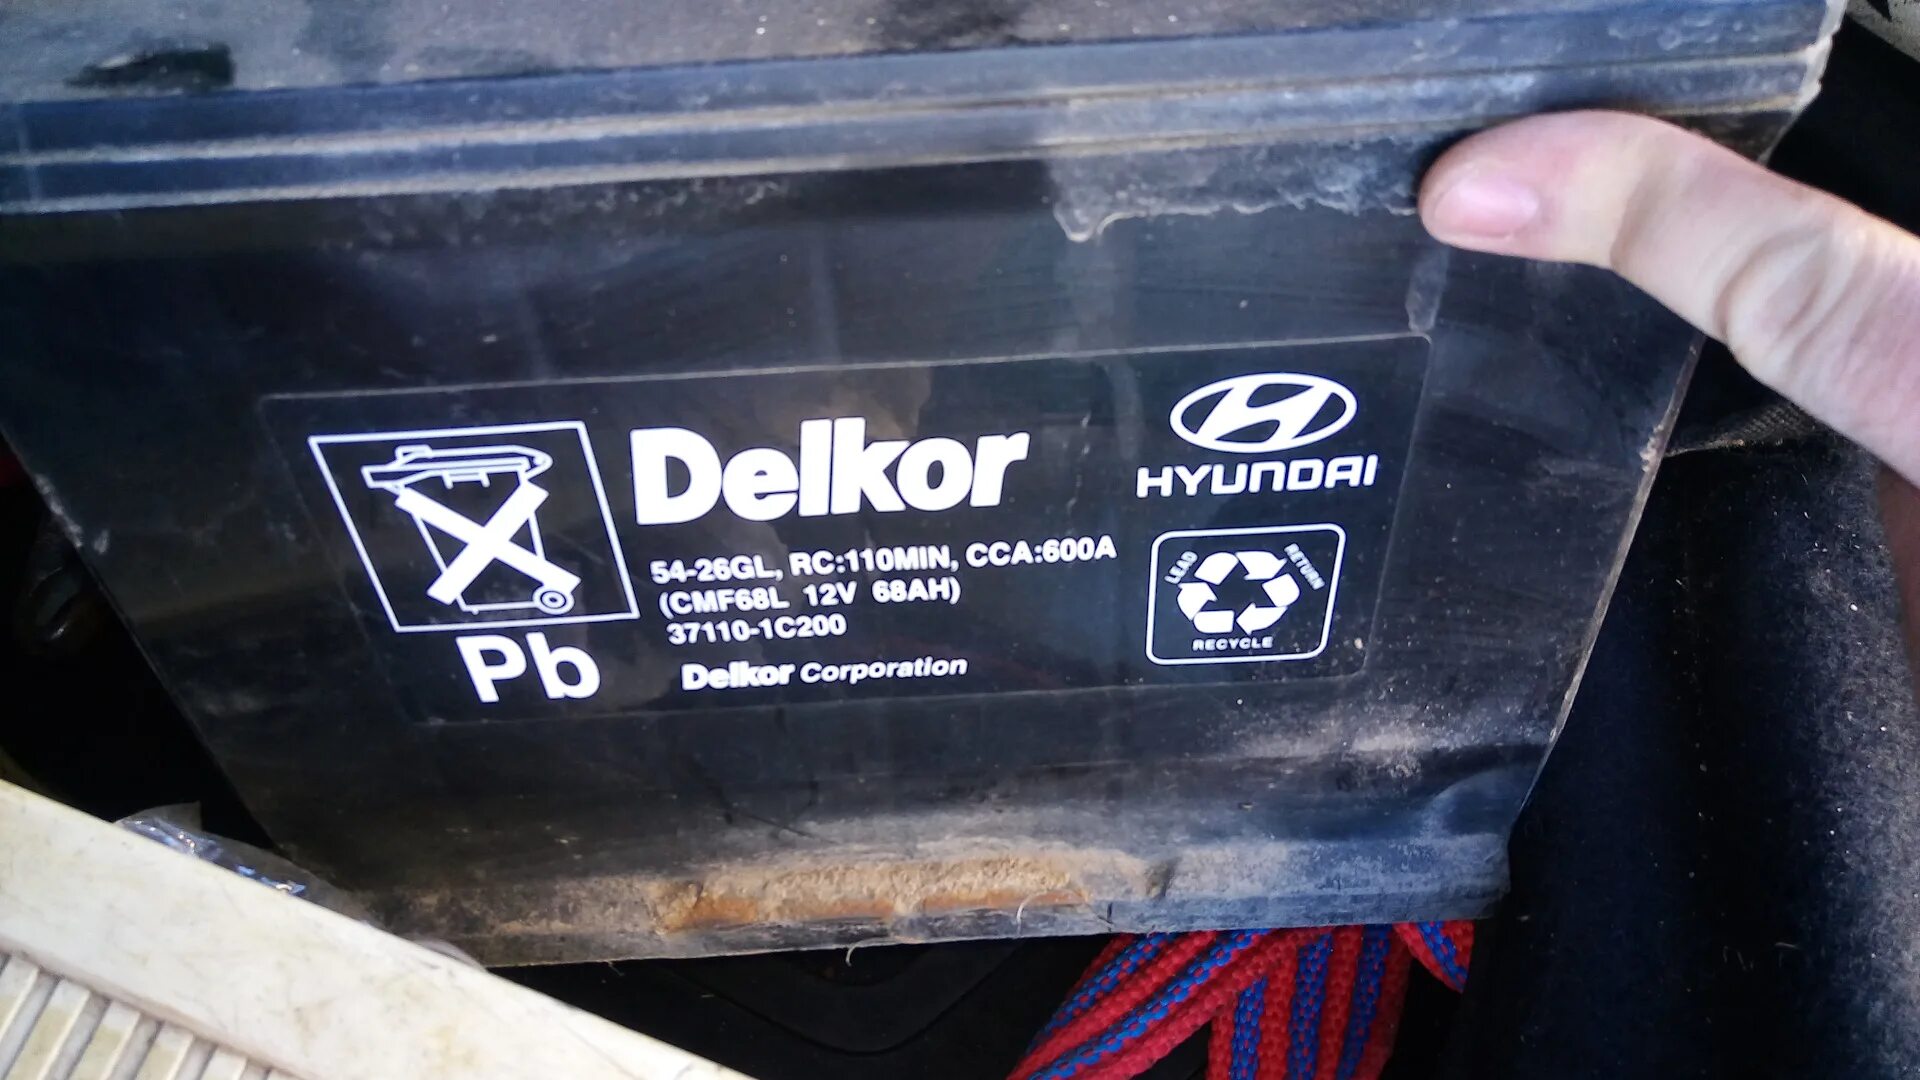 Delkor
54-26GL, RC:110MIN, CCA:600A
(CMF68L 12V 68AH)
37110-1C200
Delkor Corporation
Pb
HYUNDAI
LEAD RETURN
RECYCLE